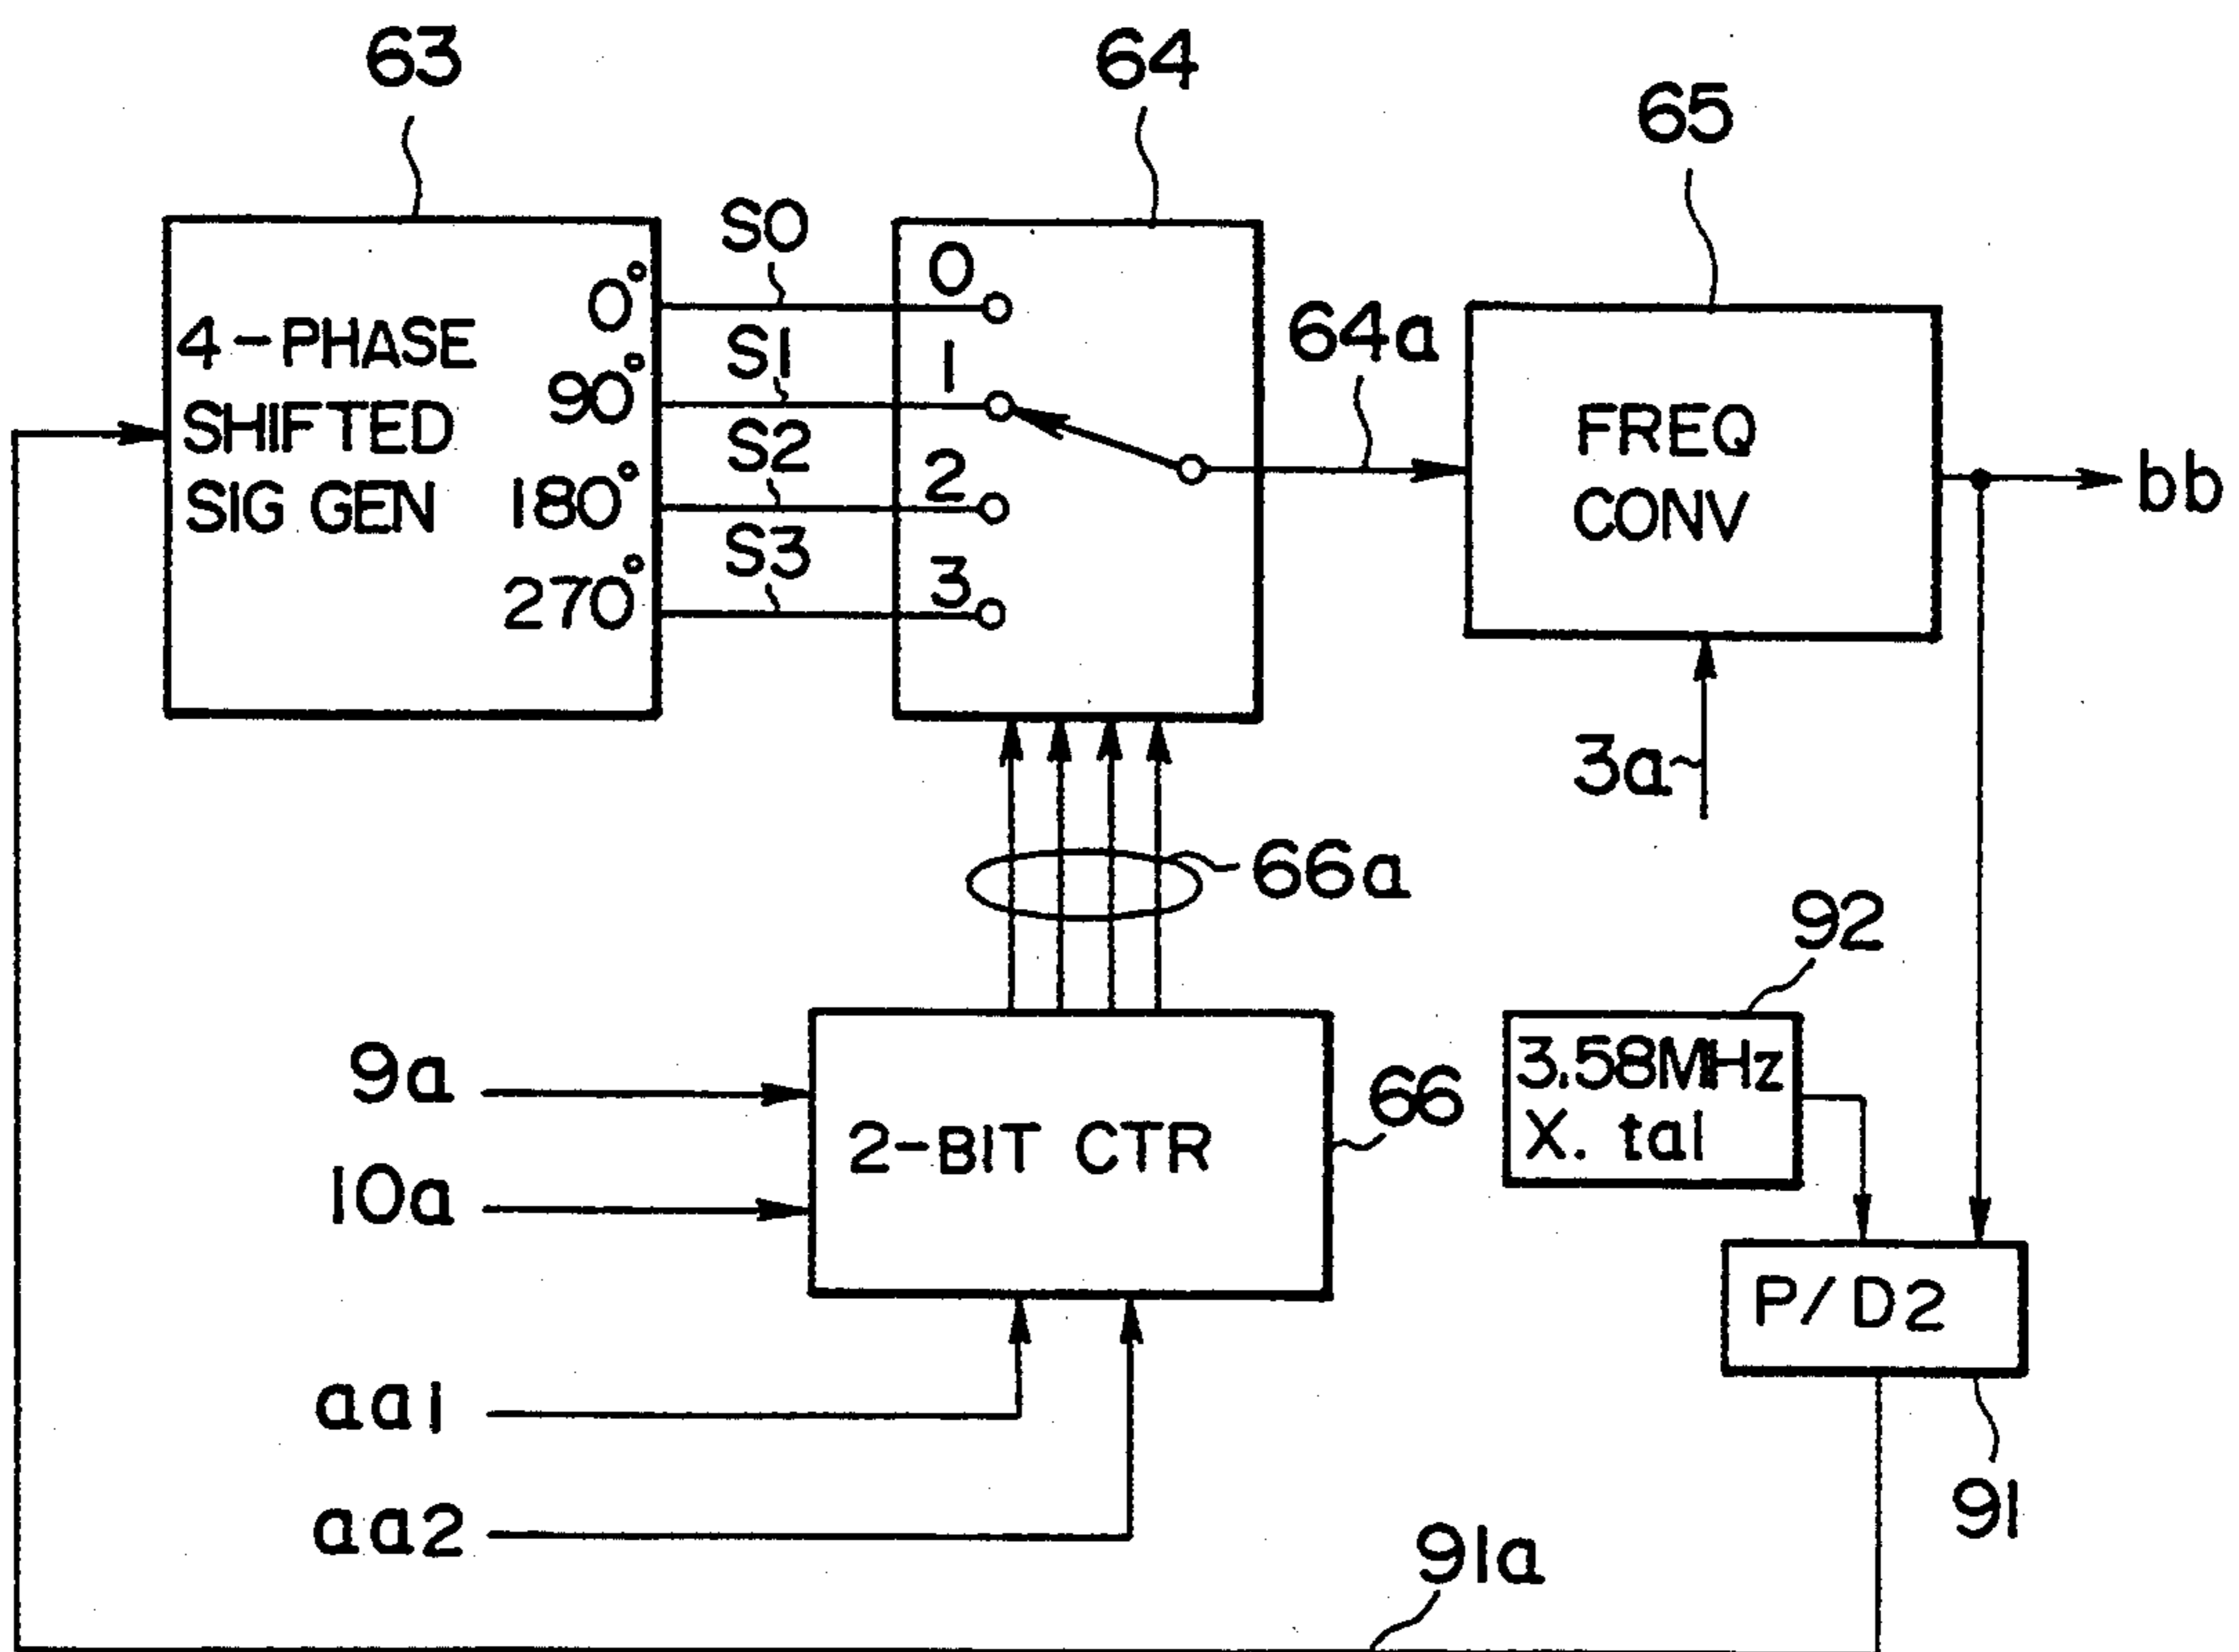 63
64
65
S0
0°
0
4-PHASE
SHIFTED
SIG GEN
S1
90°
1
64a
FREQ
CONV
bb
S2
180°
2
S3
270°
3
3a
66a
92
9a
10a
2-BIT CTR
66
3.58MHz
X. tal
P/D2
aa1
aa2
91
91a